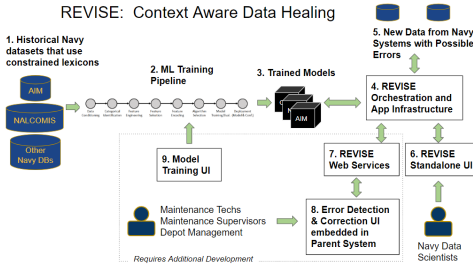 REVISE: Context Aware Data Healing
1. Historical Navy
datasets that use
constrained lexicons
AIM
NALCOMIS
Other
Navy DBs
2. ML Training
Pipeline
3. Trained Models
AIM
5. New Data from Navy
Systems with Possible
Errors
4. REVISE
Orchestration and
App Infrastructure
9. Model
Training UI
7. REVISE
Web Services
6. REVISE
Standalone UI
Maintenance Techs
Maintenance Supervisors
Depot Management
8. Error Detection
& Correction UI
embedded in
Parent System
Navy Data
Scientists
Requires Additional Development